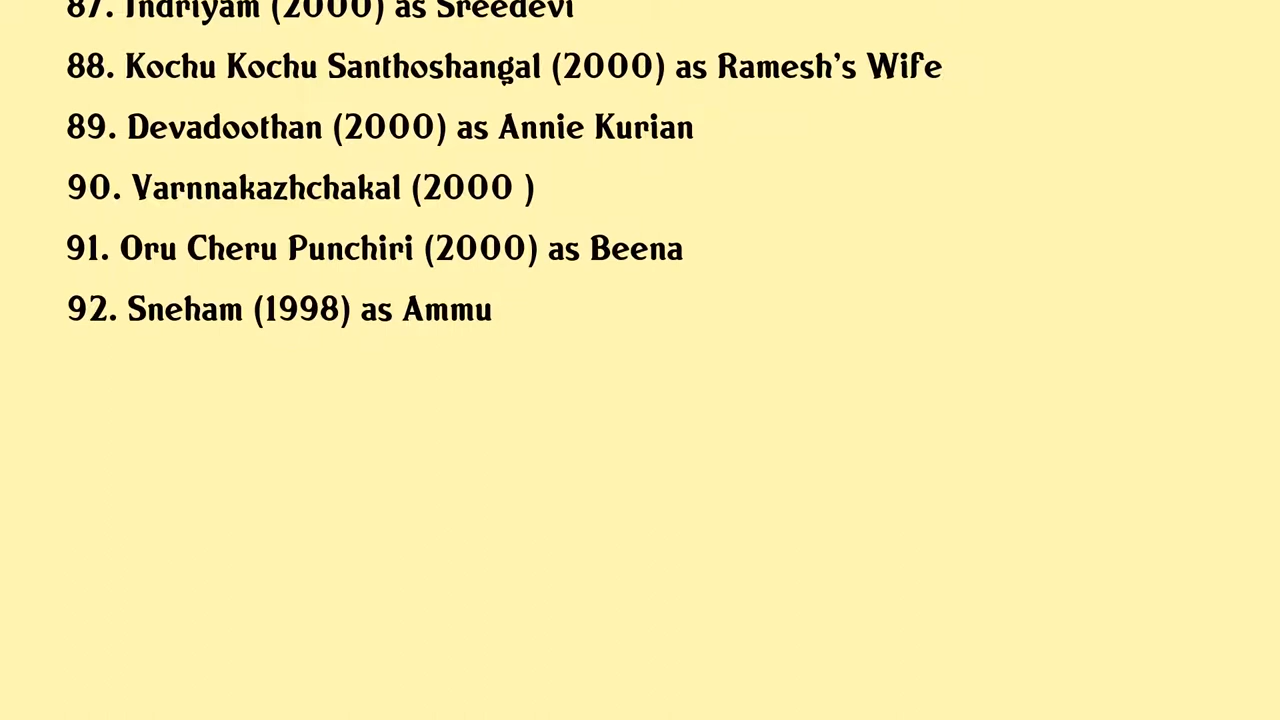 87. Indriyam (2000) as Sreedevi
88. Kochu Kochu Santhoshangal (2000) as Ramesh's Wife
89. Devadoothan (2000) as Annie Kurian
90. Varnnakazhchakal (2000 )
91. Oru Cheru Punchiri (2000) as Beena
92. Sneham (1998) as Ammu